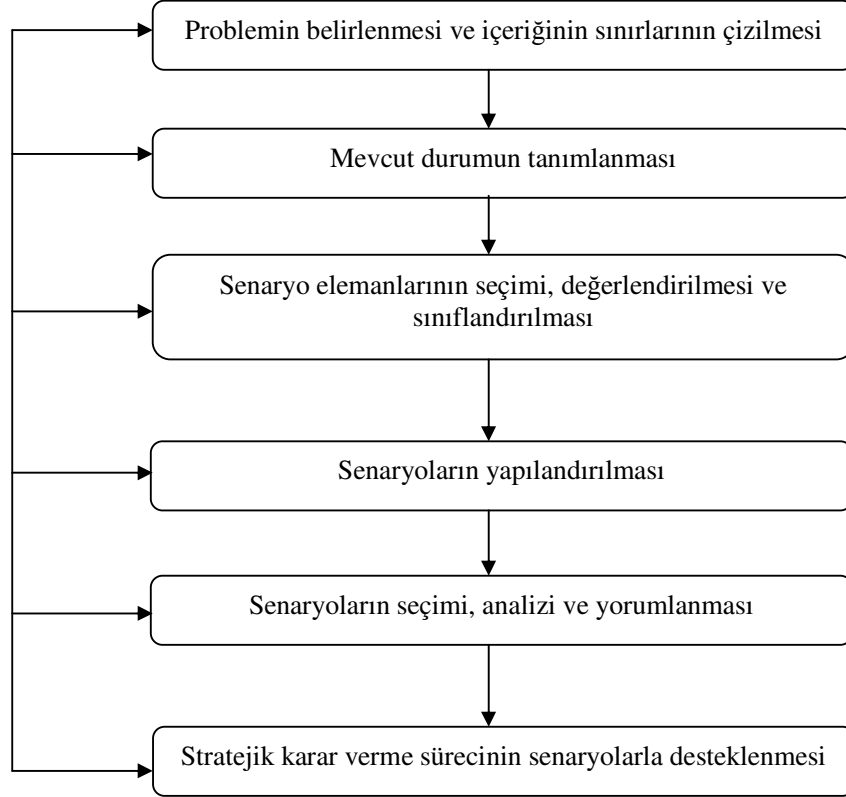 Problemin belirlenmesi ve içeriğinin sınırlarının çizilmesi
Mevcut durumun tanımlanması
Senaryo elemanlarının seçimi, değerlendirilmesi ve
sınıflandırılması
Senaryoların yapılandırılması
Senaryoların seçimi, analizi ve yorumlanması
Stratejik karar verme sürecinin senaryolarla desteklenmesi